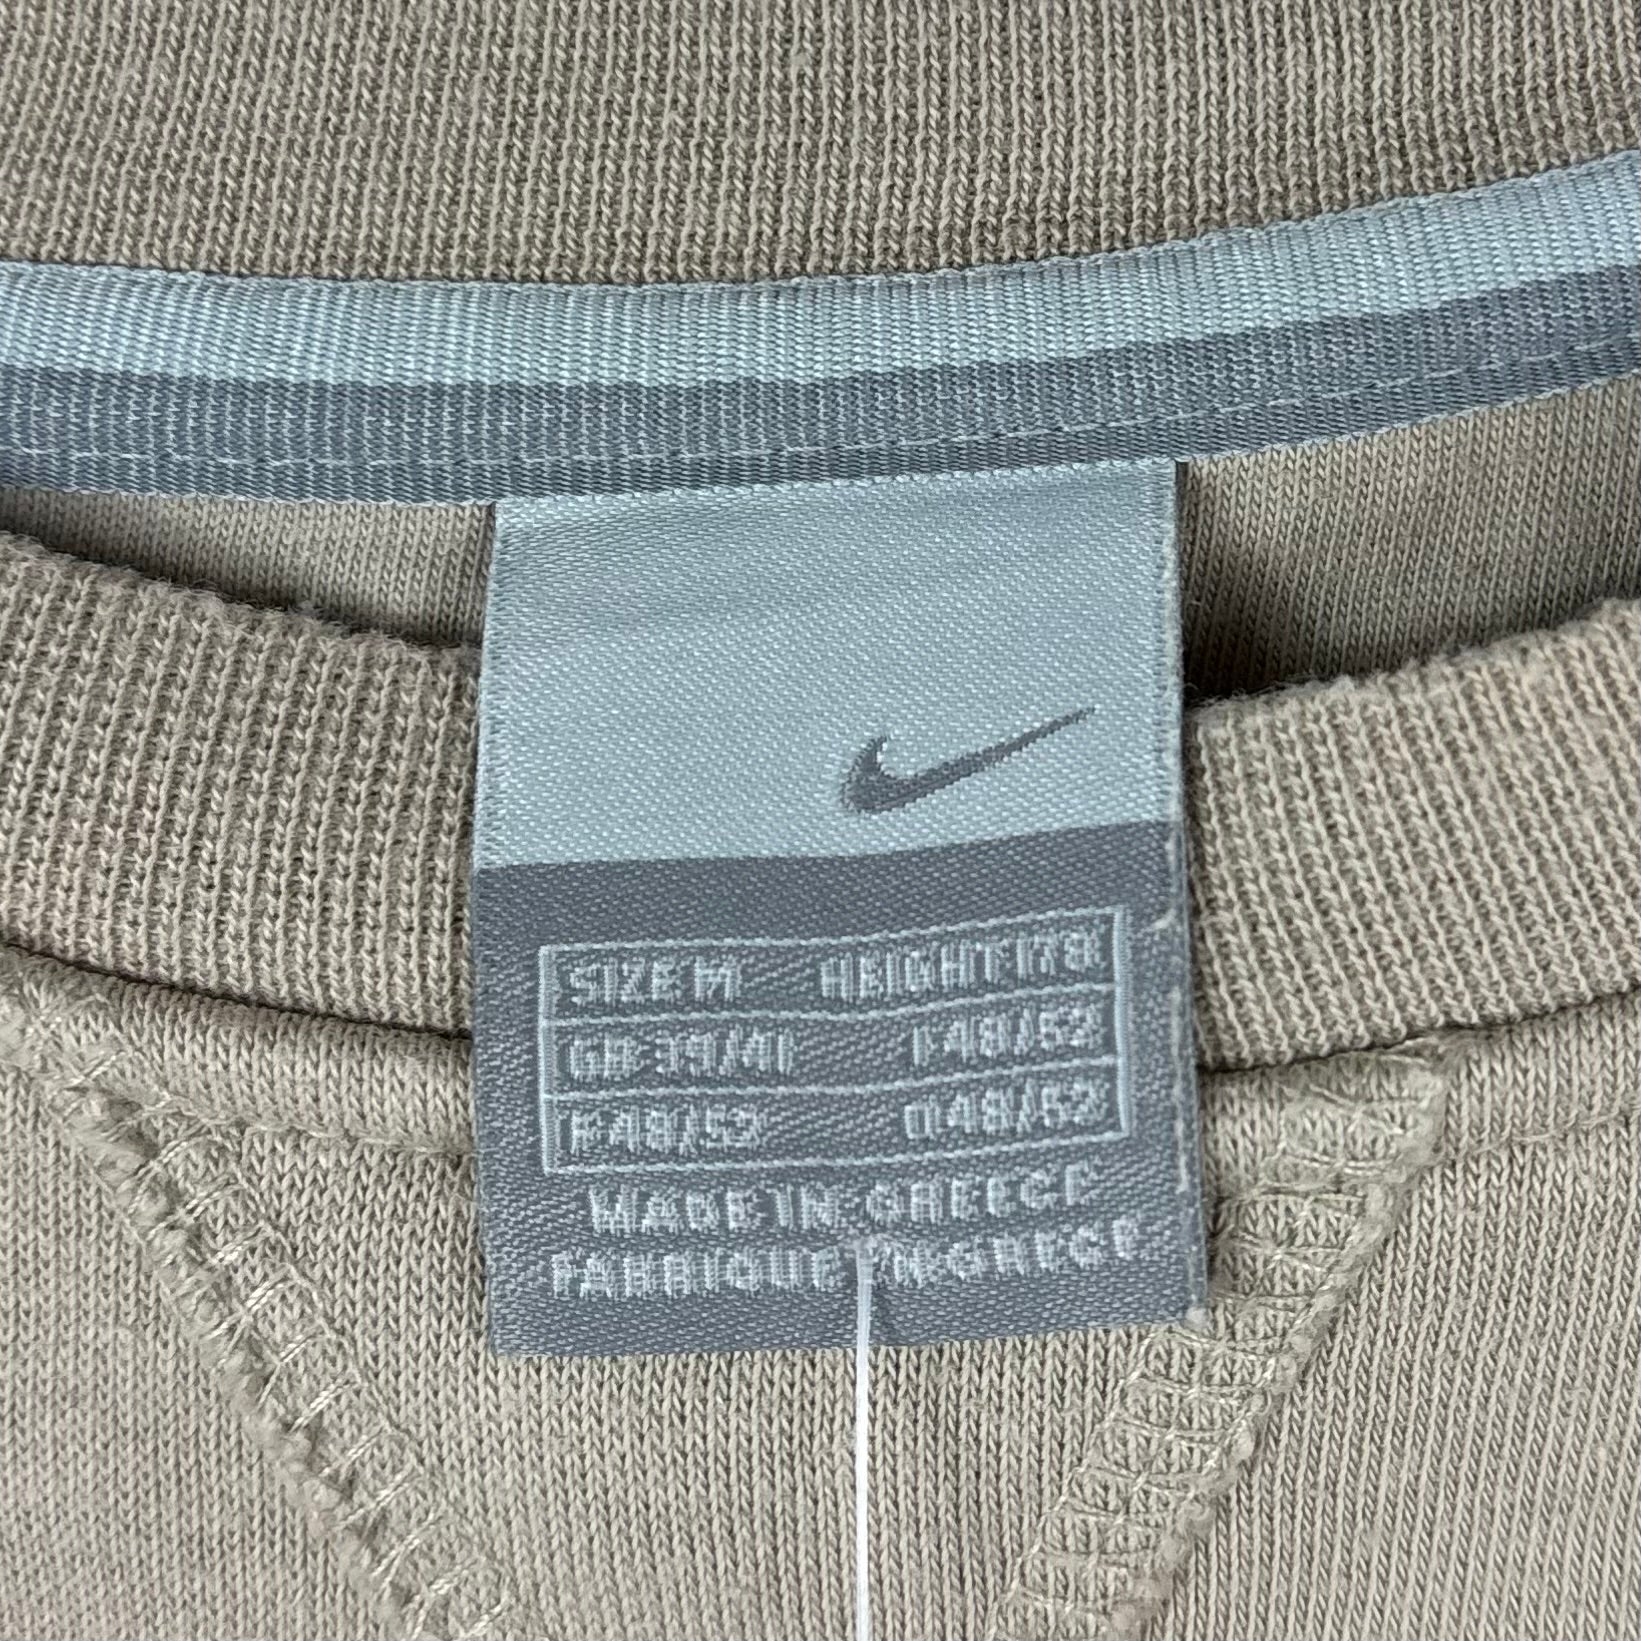 SIZE M HEIGHT 178
GB 39/41 I 48/52
F 48/52 D 48/52
MADE IN GREECE
FABRIQUE EN GRECE